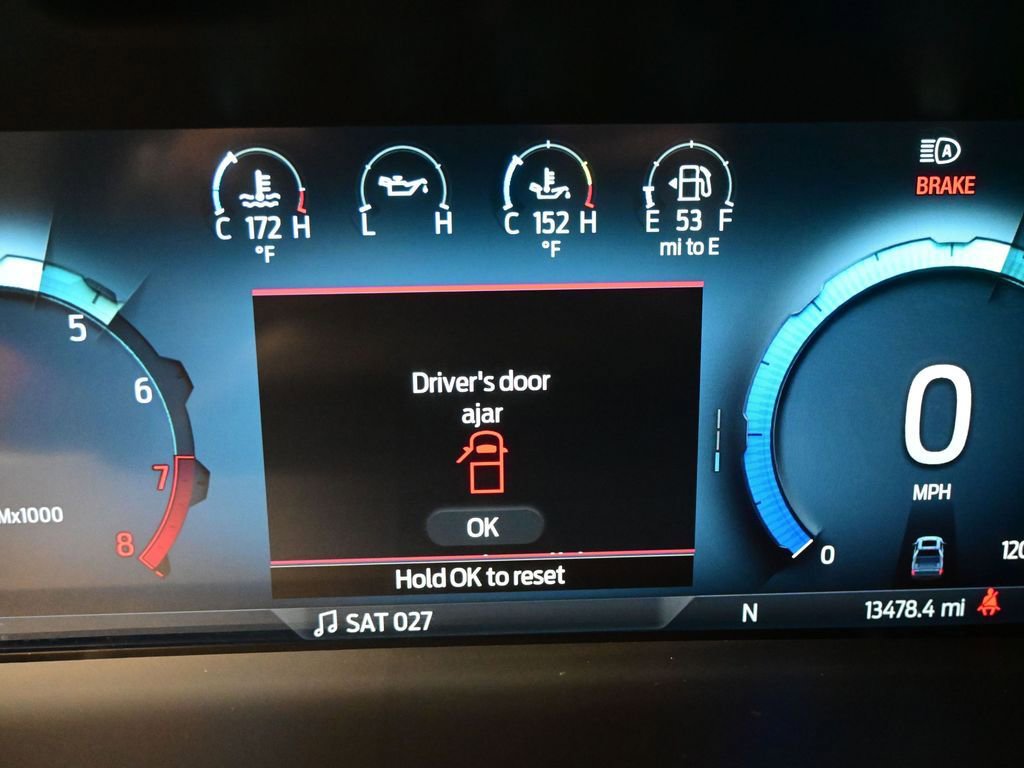 A
BRAKE
C 172 H
°F
L H
C 152 H
°F
E 53 F
mi to E
5
6
7
8
Mx1000
Driver's door
ajar
OK
Hold OK to reset
0
MPH
0
120
SAT 027
N
13478.4 mi